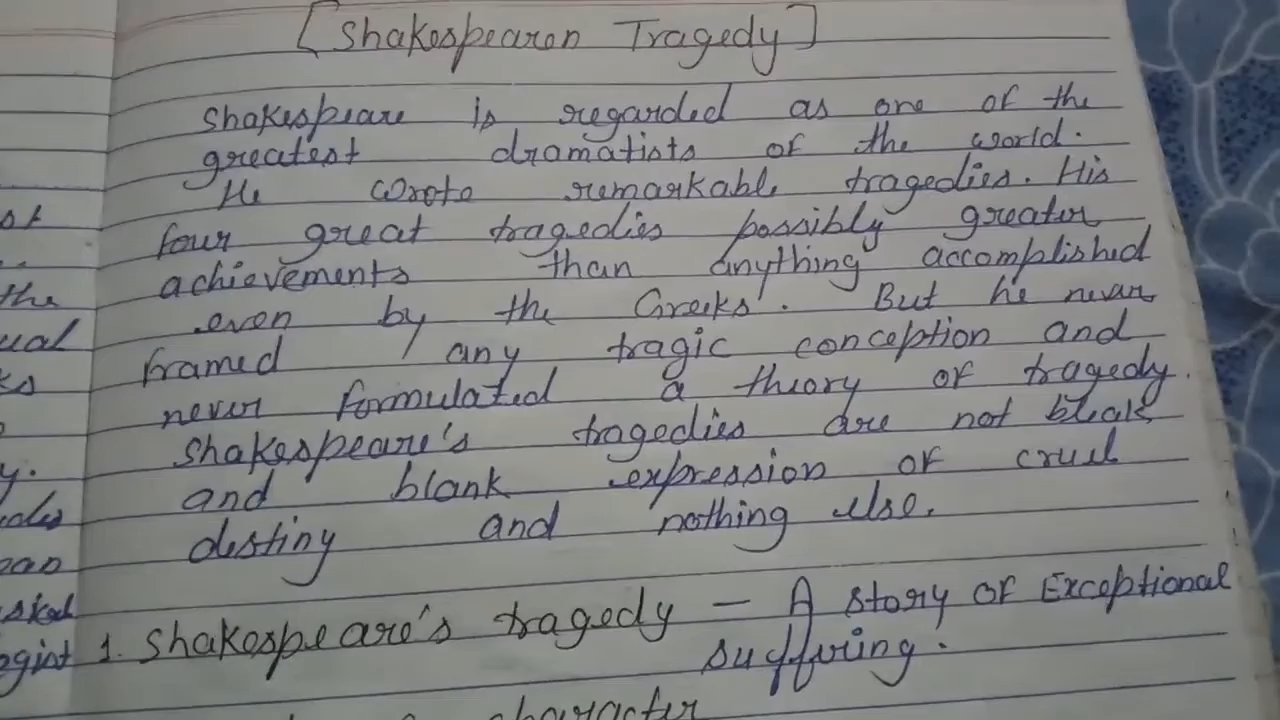 [Shakespearen Tragedy]
Shakespeare is regarded as one of the
greatest dramatists of the world.
He wrote remarkable tragedies. His
four great tragedies possibly greater
achievements than anything accomplished
even by the Greeks'. But he never
framed any tragic conception and
never formulated a theory of tragedy.
Shakespeare's tragedies are not bleak
and blank expression of cruel
destiny and nothing else.
1. Shakespeare's tragedy - A story of Exceptional
suffering.
character
the